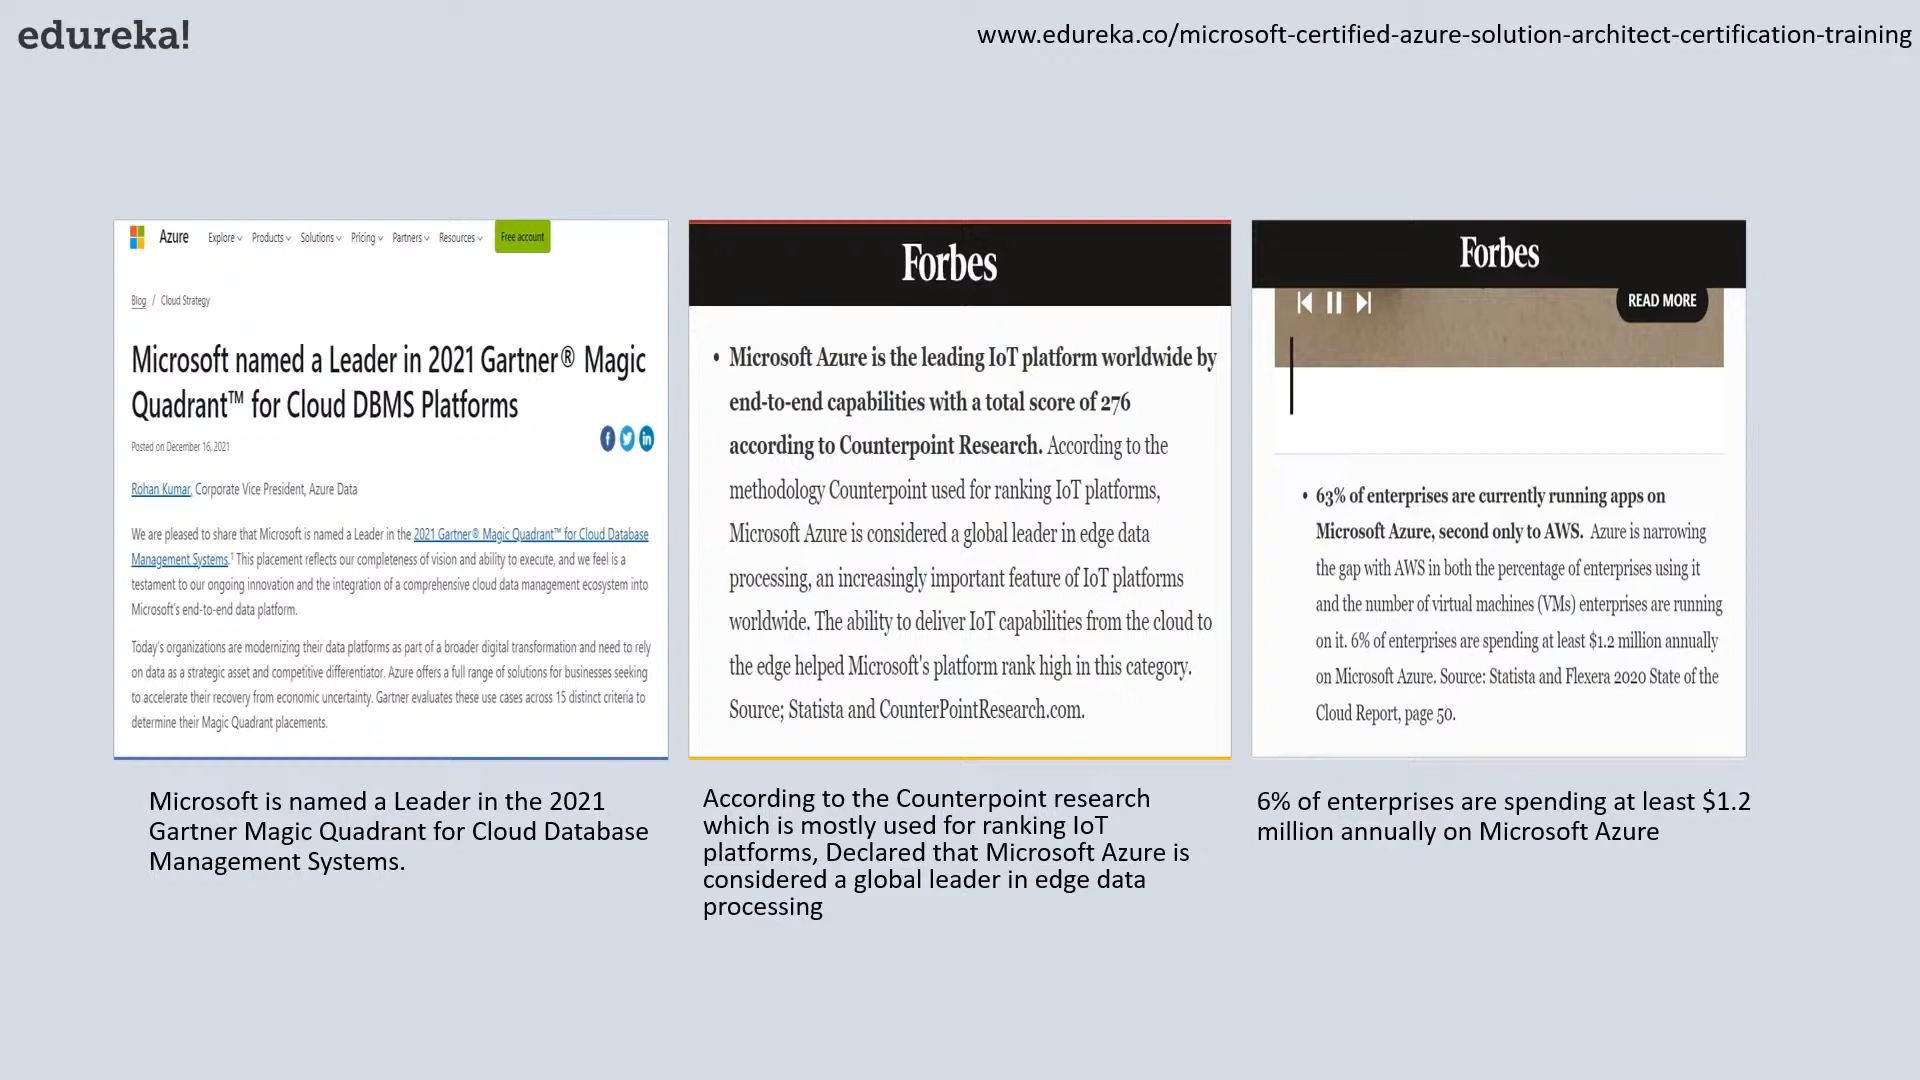 edureka!
www.edureka.co/microsoft-certified-azure-solution-architect-certification-training
Azure Explore Products Solutions Pricing Partners Resources Free account
Blog / Cloud Strategy
Microsoft named a Leader in 2021 Gartner® Magic
Quadrant™ for Cloud DBMS Platforms
Posted on December 16, 2021
Rohan Kumar, Corporate Vice President, Azure Data
We are pleased to share that Microsoft is named a Leader in the 2021 Gartner® Magic Quadrant™ for Cloud Database
Management Systems.¹ This placement reflects our completeness of vision and ability to execute, and we feel is a
testament to our ongoing innovation and the integration of a comprehensive cloud data management ecosystem into
Microsoft's end-to-end data platform.
Today's organizations are modernizing their data platforms as part of a broader digital transformation and need to rely
on data as a strategic asset and competitive differentiator. Azure offers a full range of solutions for businesses seeking
to accelerate their recovery from economic uncertainty. Gartner evaluates these use cases across 15 distinct criteria to
determine their Magic Quadrant placements.
Microsoft is named a Leader in the 2021
Gartner Magic Quadrant for Cloud Database
Management Systems.
Forbes
• Microsoft Azure is the leading IoT platform worldwide by
end-to-end capabilities with a total score of 276
according to Counterpoint Research. According to the
methodology Counterpoint used for ranking IoT platforms,
Microsoft Azure is considered a global leader in edge data
processing, an increasingly important feature of IoT platforms
worldwide. The ability to deliver IoT capabilities from the cloud to
the edge helped Microsoft's platform rank high in this category.
Source; Statista and CounterPointResearch.com.
According to the Counterpoint research
which is mostly used for ranking IoT
platforms, Declared that Microsoft Azure is
considered a global leader in edge data
processing
Forbes
READ MORE
• 63% of enterprises are currently running apps on
Microsoft Azure, second only to AWS. Azure is narrowing
the gap with AWS in both the percentage of enterprises using it
and the number of virtual machines (VMs) enterprises are running
on it. 6% of enterprises are spending at least $1.2 million annually
on Microsoft Azure. Source: Statista and Flexera 2020 State of the
Cloud Report, page 50.
6% of enterprises are spending at least $1.2
million annually on Microsoft Azure